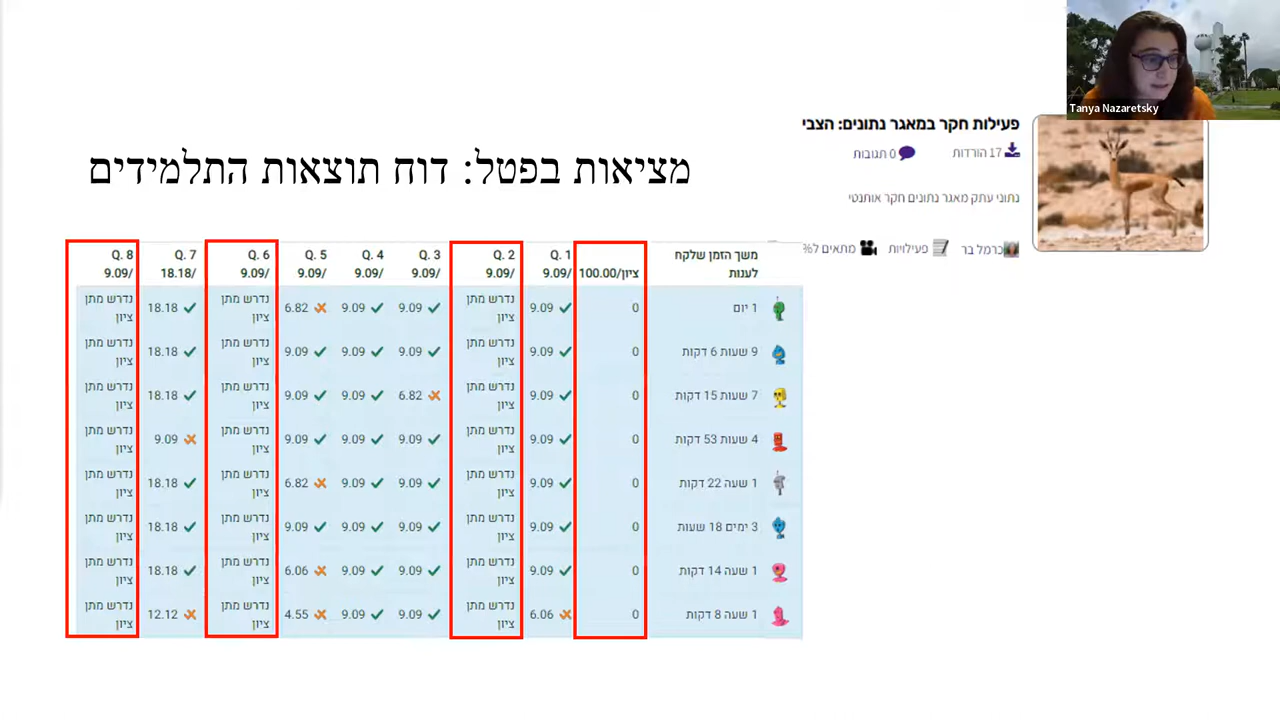 Tanya Nazaretsky
פעילות חקר במאגר נתונים: הצבי
17 הורדות 0 תגובות
נתוני עתק מאגר נתונים חקר אותנטי
כרמל בר פעילויות מתאים ל%
מציאות בפטל: דוח תוצאות התלמידים
משך הזמן שלקח לענות ציון/100.00 Q. 1 /9.09 Q. 2 /9.09 Q. 3 /9.09 Q. 4 /9.09 Q. 5 /9.09 Q. 6 /9.09 Q. 7 /18.18 Q. 8 /9.09
1 יום 0 9.09 נדרש מתן ציון 9.09 9.09 6.82 נדרש מתן ציון 18.18 נדרש מתן ציון
9 שעות 6 דקות 0 9.09 נדרש מתן ציון 9.09 9.09 9.09 נדרש מתן ציון 18.18 נדרש מתן ציון
7 שעות 15 דקות 0 9.09 נדרש מתן ציון 6.82 9.09 9.09 נדרש מתן ציון 18.18 נדרש מתן ציון
4 שעות 53 דקות 0 9.09 נדרש מתן ציון 9.09 9.09 9.09 נדרש מתן ציון 9.09 נדרש מתן ציון
1 שעה 22 דקות 0 9.09 נדרש מתן ציון 9.09 9.09 6.82 נדרש מתן ציון 18.18 נדרש מתן ציון
3 ימים 18 שעות 0 9.09 נדרש מתן ציון 9.09 9.09 9.09 נדרש מתן ציון 18.18 נדרש מתן ציון
1 שעה 14 דקות 0 9.09 נדרש מתן ציון 9.09 9.09 6.06 נדרש מתן ציון 18.18 נדרש מתן ציון
1 שעה 8 דקות 0 6.06 נדרש מתן ציון 9.09 9.09 4.55 נדרש מתן ציון 12.12 נדרש מתן ציון